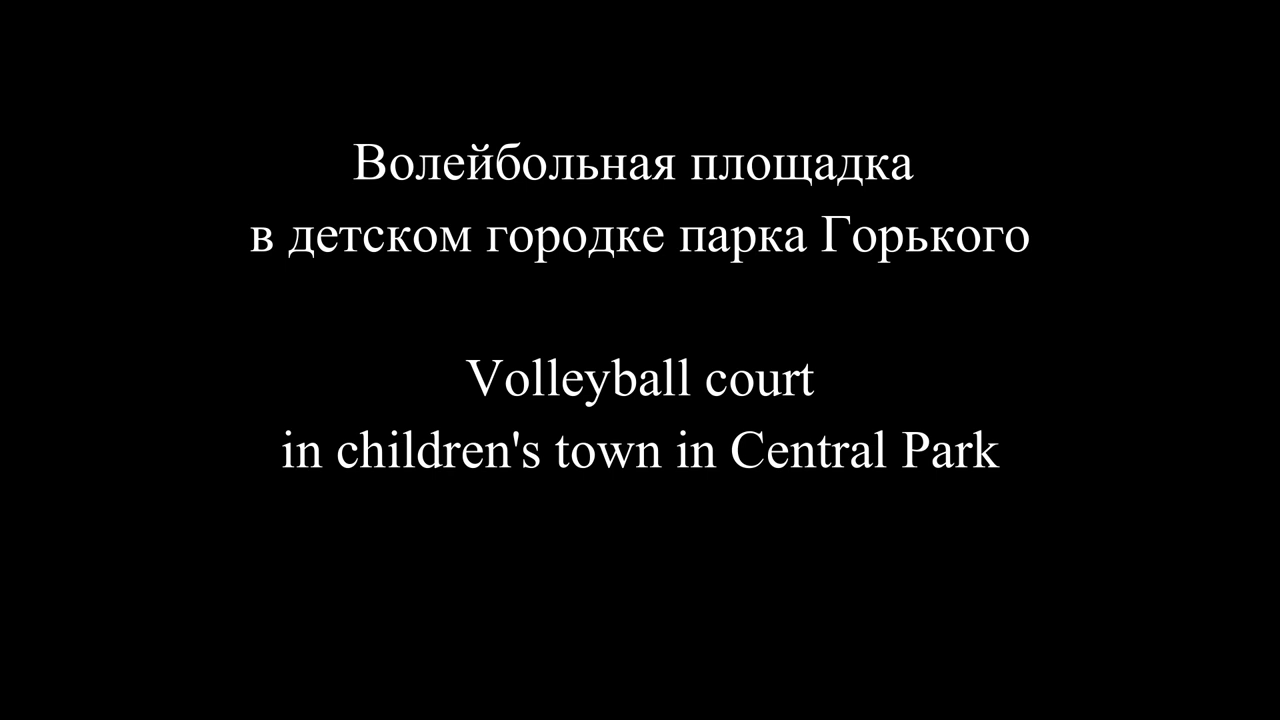 Волейбольная площадка
в детском городке парка Горького
Volleyball court
in children's town in Central Park